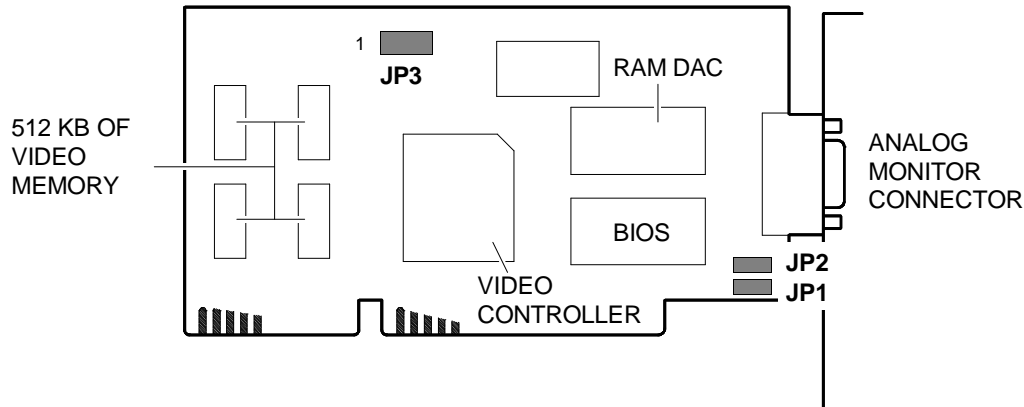 1
JP3
RAM DAC
512 KB OF
VIDEO
MEMORY
ANALOG
MONITOR
CONNECTOR
BIOS
JP2
JP1
VIDEO
CONTROLLER